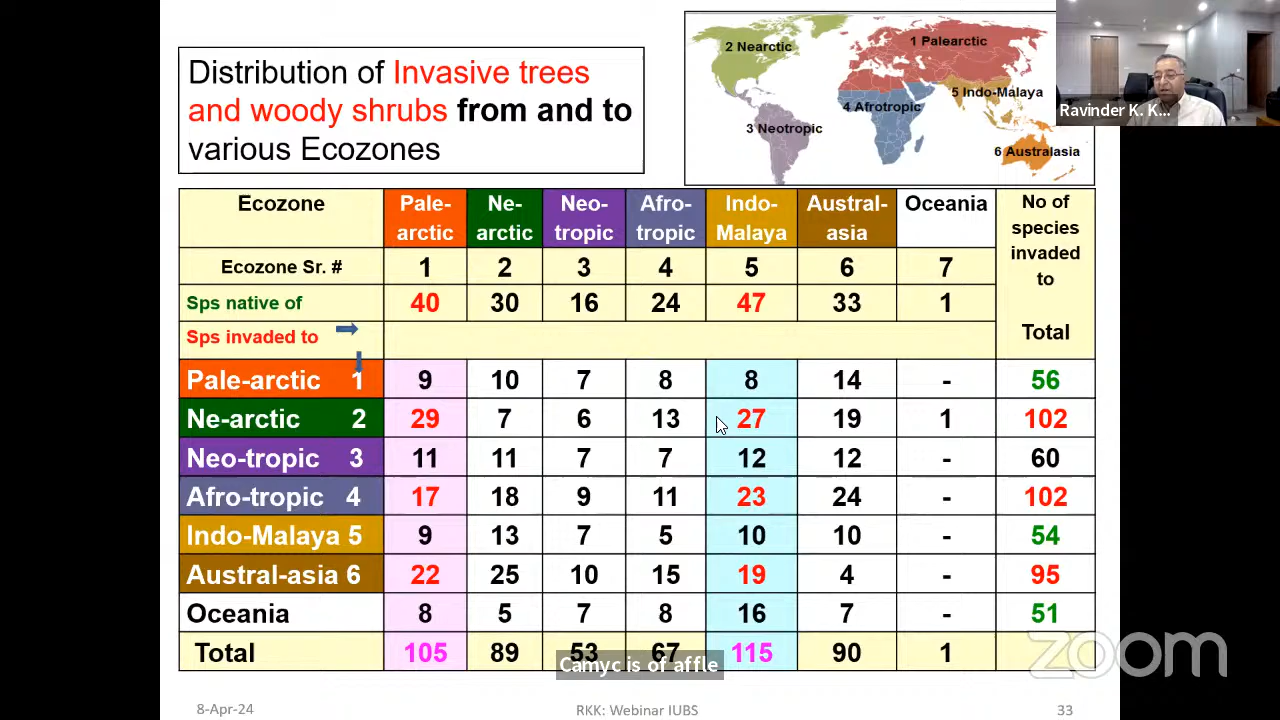 Distribution of Invasive trees
and woody shrubs from and to
various Ecozones
2 Nearctic
1 Palearctic
5 Indo-Malaya
4 Afrotropic
3 Neotropic
6 Australasia
Ravinder K. K...
Ecozone Pale-arctic Ne-arctic Neo-tropic Afro-tropic Indo-Malaya Austral-asia Oceania No of species invaded to Total
Ecozone Sr. # 1 2 3 4 5 6 7
Sps native of 40 30 16 24 47 33 1
Sps invaded to
Pale-arctic 1 9 10 7 8 8 14 - 56
Ne-arctic 2 29 7 6 13 27 19 1 102
Neo-tropic 3 11 11 7 7 12 12 - 60
Afro-tropic 4 17 18 9 11 23 24 - 102
Indo-Malaya 5 9 13 7 5 10 10 - 54
Austral-asia 6 22 25 10 15 19 4 - 95
Oceania 8 5 7 8 16 7 - 51
Total 105 89 53 67 115 90 1
Camyc is of affle
zoom
8-Apr-24 RKK: Webinar IUBS 33